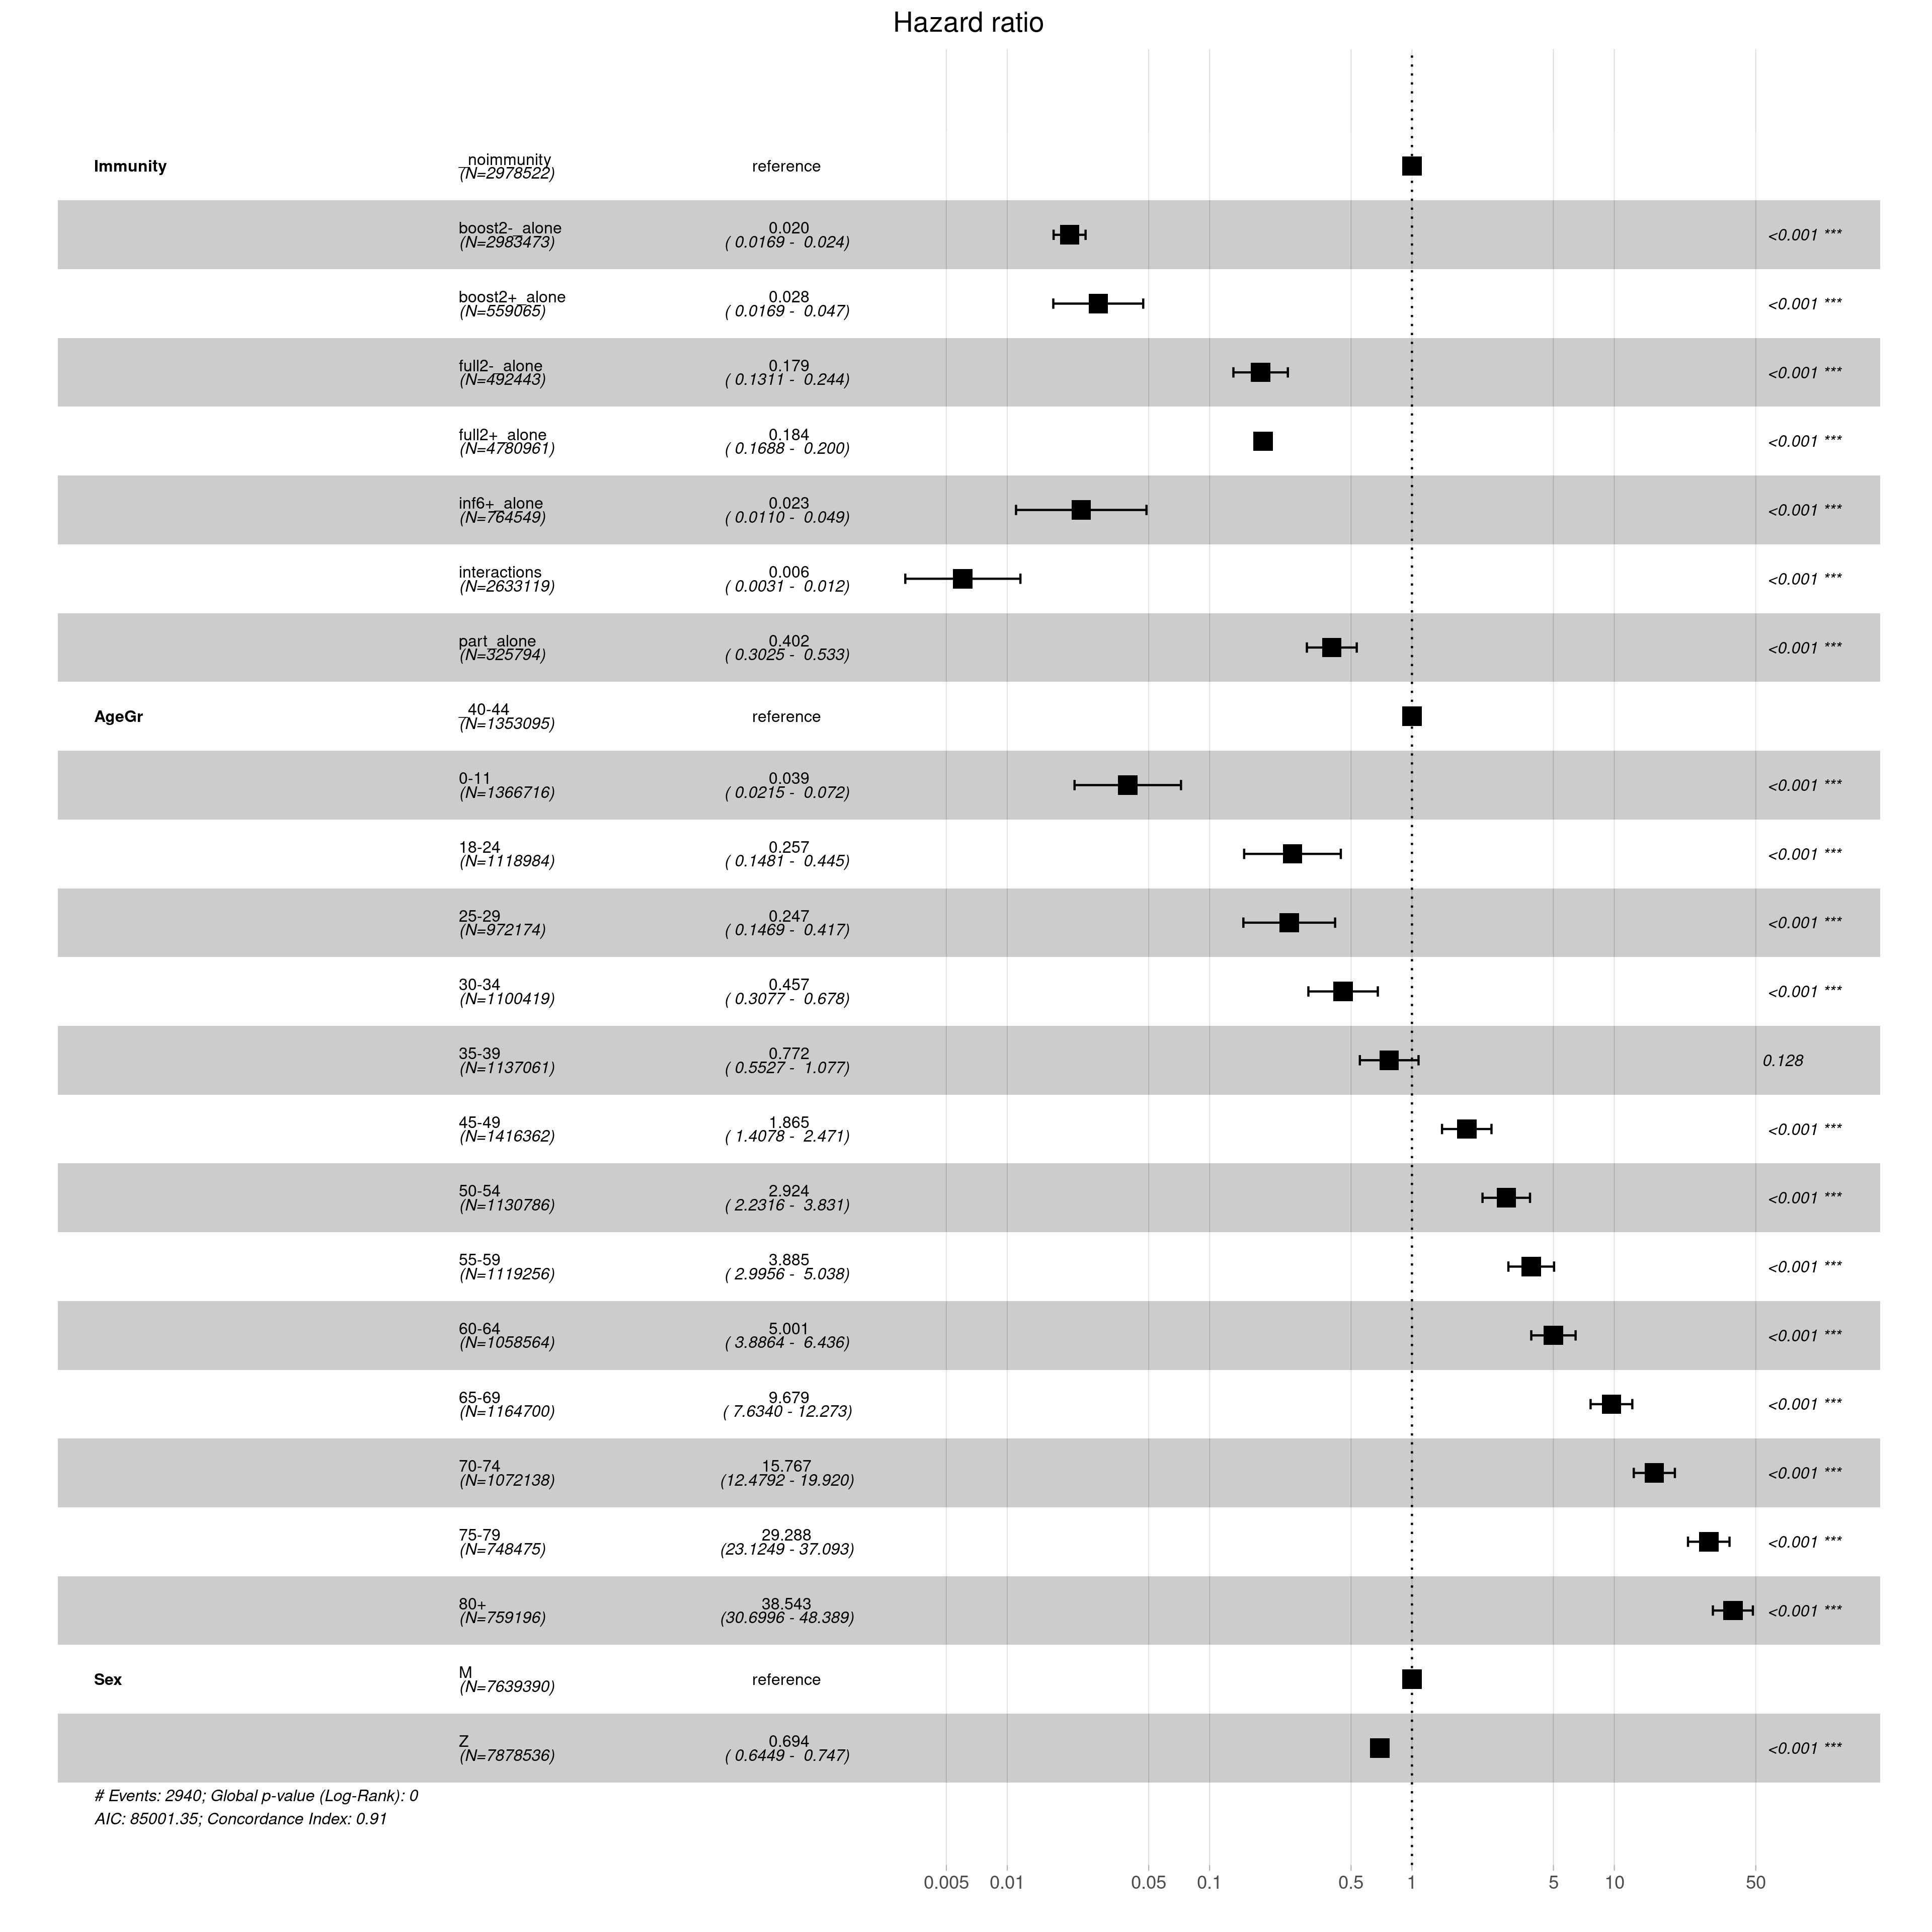 Hazard ratio
Immunity _noimmunity reference
(N=2978522)
boost2-_alone 0.020 <0.001 ***
(N=2983473) ( 0.0169 - 0.024)
boost2+_alone 0.028 <0.001 ***
(N=559065) ( 0.0169 - 0.047)
full2-_alone 0.179 <0.001 ***
(N=492443) ( 0.1311 - 0.244)
full2+_alone 0.184 <0.001 ***
(N=4780961) ( 0.1688 - 0.200)
inf6+_alone 0.023 <0.001 ***
(N=764549) ( 0.0110 - 0.049)
interactions 0.006 <0.001 ***
(N=2633119) ( 0.0031 - 0.012)
part_alone 0.402 <0.001 ***
(N=325794) ( 0.3025 - 0.533)
AgeGr _40-44 reference
(N=1353095)
0-11 0.039 <0.001 ***
(N=1366716) ( 0.0215 - 0.072)
18-24 0.257 <0.001 ***
(N=1118984) ( 0.1481 - 0.445)
25-29 0.247 <0.001 ***
(N=972174) ( 0.1469 - 0.417)
30-34 0.457 <0.001 ***
(N=1100419) ( 0.3077 - 0.678)
35-39 0.772 0.128
(N=1137061) ( 0.5527 - 1.077)
45-49 1.865 <0.001 ***
(N=1416362) ( 1.4078 - 2.471)
50-54 2.924 <0.001 ***
(N=1130786) ( 2.2316 - 3.831)
55-59 3.885 <0.001 ***
(N=1119256) ( 2.9956 - 5.038)
60-64 5.001 <0.001 ***
(N=1058564) ( 3.8864 - 6.436)
65-69 9.679 <0.001 ***
(N=1164700) ( 7.6340 - 12.273)
70-74 15.767 <0.001 ***
(N=1072138) (12.4792 - 19.920)
75-79 29.288 <0.001 ***
(N=748475) (23.1249 - 37.093)
80+ 38.543 <0.001 ***
(N=759196) (30.6996 - 48.389)
Sex M reference
(N=7639390)
Z 0.694 <0.001 ***
(N=7878536) ( 0.6449 - 0.747)
# Events: 2940; Global p-value (Log-Rank): 0
AIC: 85001.35; Concordance Index: 0.91
0.005 0.01 0.05 0.1 0.5 1 5 10 50